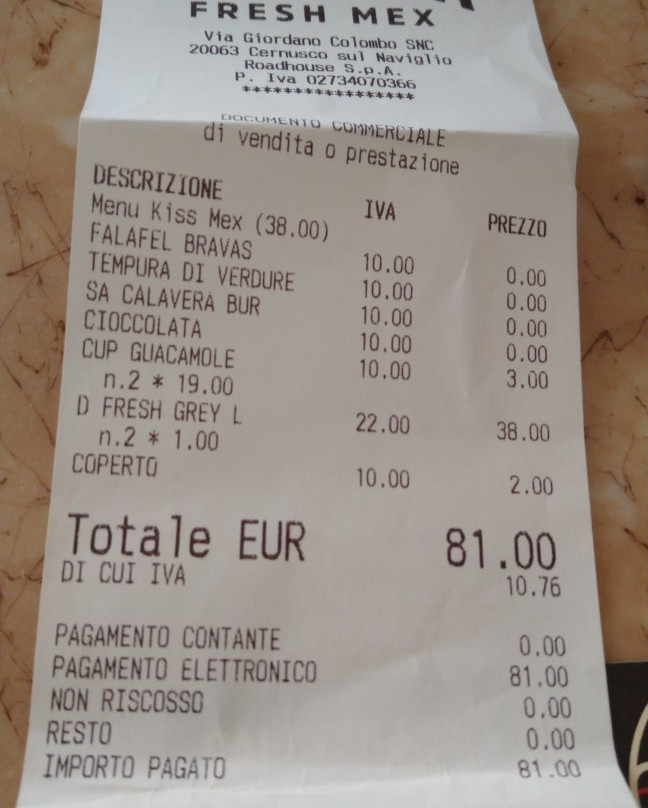 FRESH MEX
Via Giordano Colombo SNC
20063 Cernusco sul Naviglio
Roadhouse S.p.A.
P. Iva 02734070366
*****************
DOCUMENTO COMMERCIALE
di vendita o prestazione
DESCRIZIONE IVA PREZZO
Menu Kiss Mex (38.00)
FALAFEL BRAVAS 10.00 0.00
TEMPURA DI VERDURE 10.00 0.00
SA CALAVERA BUR 10.00 0.00
CIOCCOLATA 10.00 0.00
CUP GUACAMOLE 10.00 3.00
n.2 * 19.00
D FRESH GREY L 22.00 38.00
n.2 * 1.00
COPERTO 10.00 2.00
Totale EUR 81.00
DI CUI IVA 10.76
PAGAMENTO CONTANTE 0.00
PAGAMENTO ELETTRONICO 81.00
NON RISCOSSO 0.00
RESTO 0.00
IMPORTO PAGATO 81.00